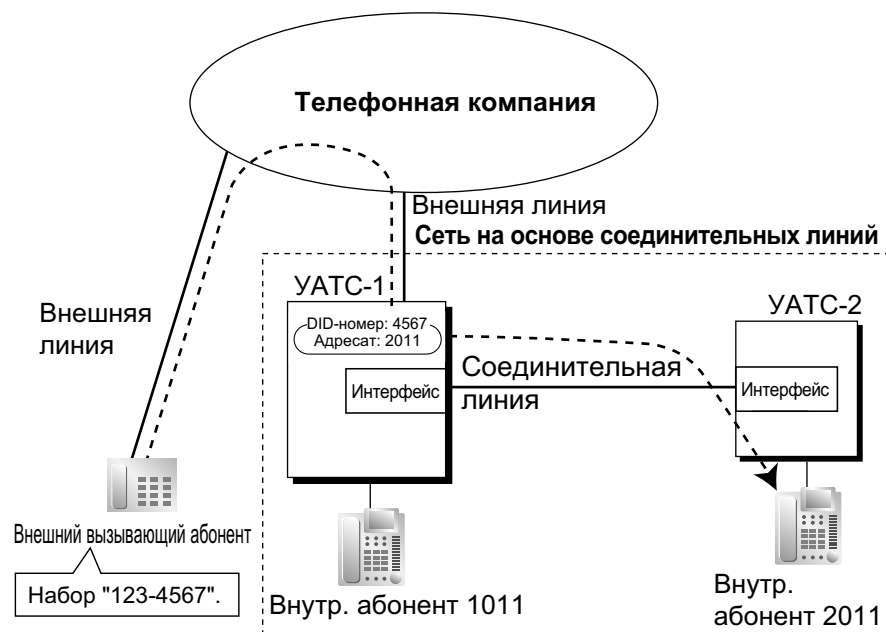 Телефонная компания
Внешняя линия
Сеть на основе соединительных линий
УАТС-1
УАТС-2
Внешняя
линия
DID-номер: 4567
Адресат: 2011
Соединительная
линия
Интерфейс
Интерфейс
Внешний вызывающий абонент
Набор "123-4567".
Внутр. абонент 1011
Внутр.
абонент 2011